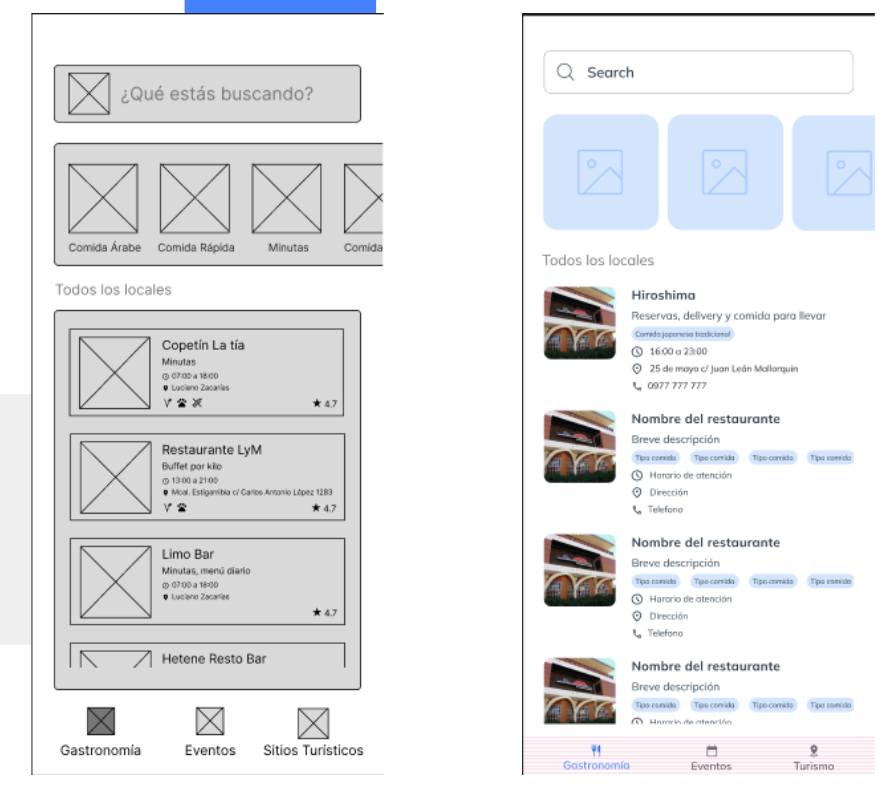 ¿Qué estás buscando?
Comida Árabe
Comida Rápida
Minutas
Comida
Todos los locales
Copetín La tía
Minutas
07:00 a 18:00
Luciano Zacarías
4.7
Restaurante LyM
Buffet por kilo
13:00 a 21:00
Mcal. Estigarribia c/ Carlos Antonio López 1283
4.7
Limo Bar
Minutas, menú diario
07:00 a 18:00
Luciano Zacarías
4.7
Hetene Resto Bar
Gastronomía
Eventos
Sitios Turísticos
Search
Todos los locales
Hiroshima
Reservas, delivery y comida para llevar
Comida japonesa tradicional
16:00 a 23:00
25 de mayo c/ Juan León Mallorquin
0977 777 777
Nombre del restaurante
Breve descripción
Tipo comida Tipo comida Tipo comida Tipo comida
Horario de atención
Dirección
Telefono
Nombre del restaurante
Breve descripción
Tipo comida Tipo comida Tipo comida Tipo comida
Horario de atención
Dirección
Telefono
Nombre del restaurante
Breve descripción
Tipo comida Tipo comida Tipo comida Tipo comida
Horario de atención
Gastronomía
Eventos
Turismo